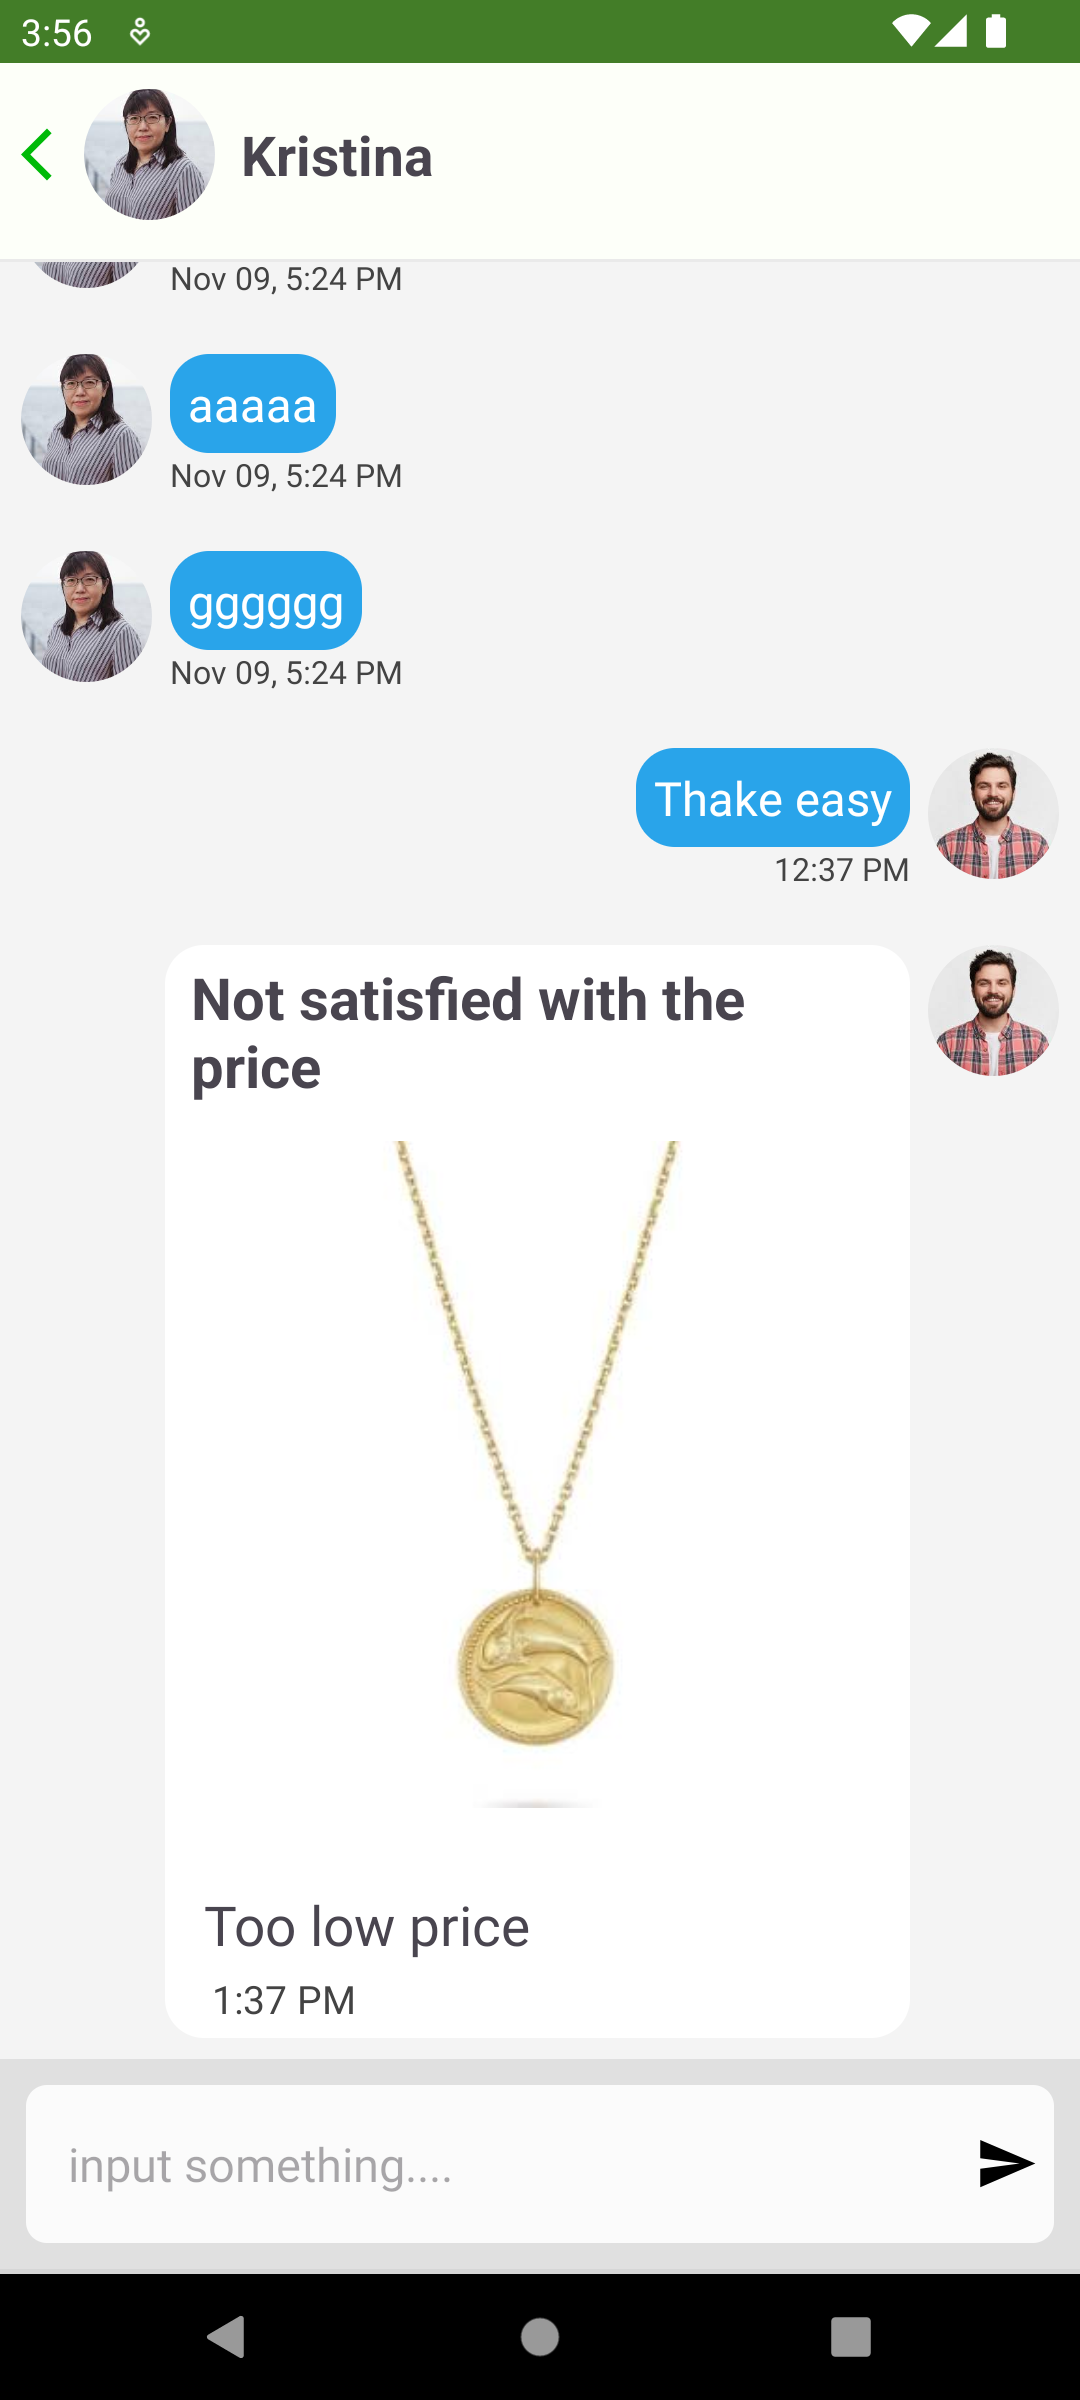 3:56
Kristina
Nov 09, 5:24 PM
aaaaa
Nov 09, 5:24 PM
gggggg
Nov 09, 5:24 PM
Thake easy
12:37 PM
Not satisfied with the
price
Too low price
1:37 PM
input something....